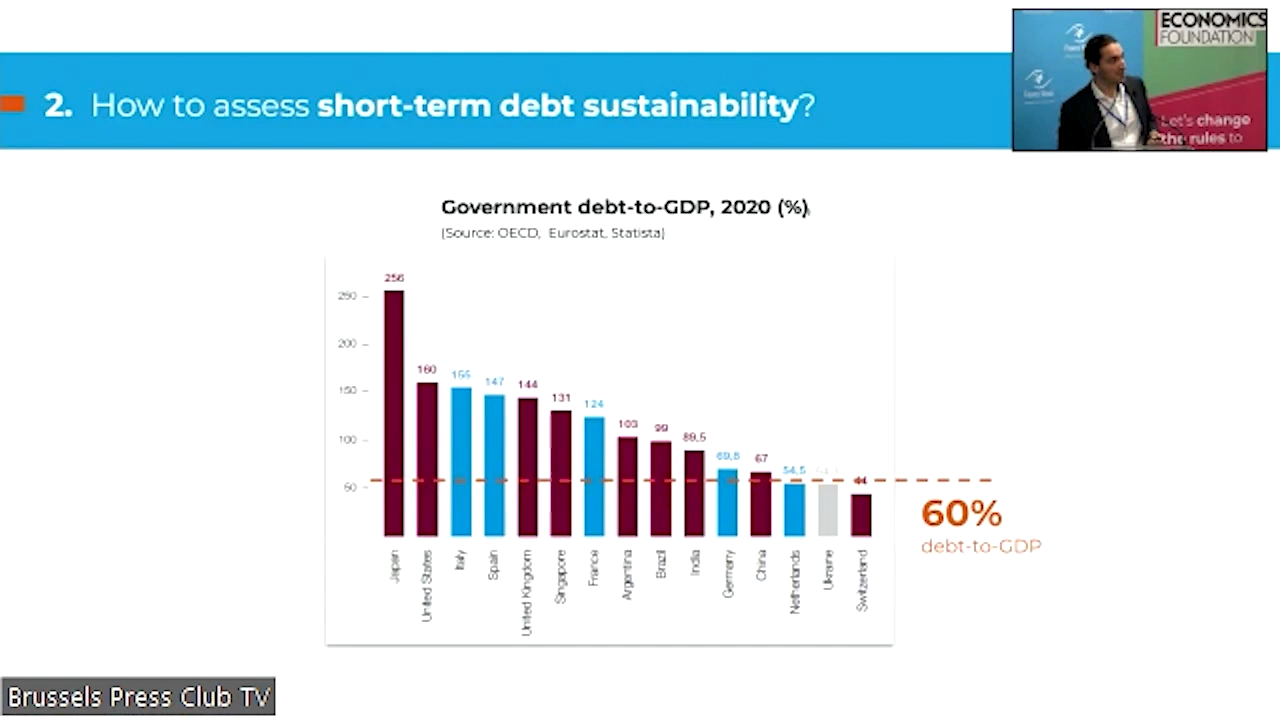 2. How to assess short-term debt sustainability?
ECONOMICS
FOUNDATION
Let's change
the rules to
Government debt-to-GDP, 2020 (%)
(Source: OECD, Eurostat, Statista)
250
200
150
100
50
256
160
155
147
144
131
124
103
99
89,5
69,8
67
54,5
44
Japan
United States
Italy
Spain
United Kingdom
Singapore
France
Argentina
Brazil
India
Germany
China
Netherlands
Ukraine
Switzerland
60%
debt-to-GDP
Brussels Press Club TV